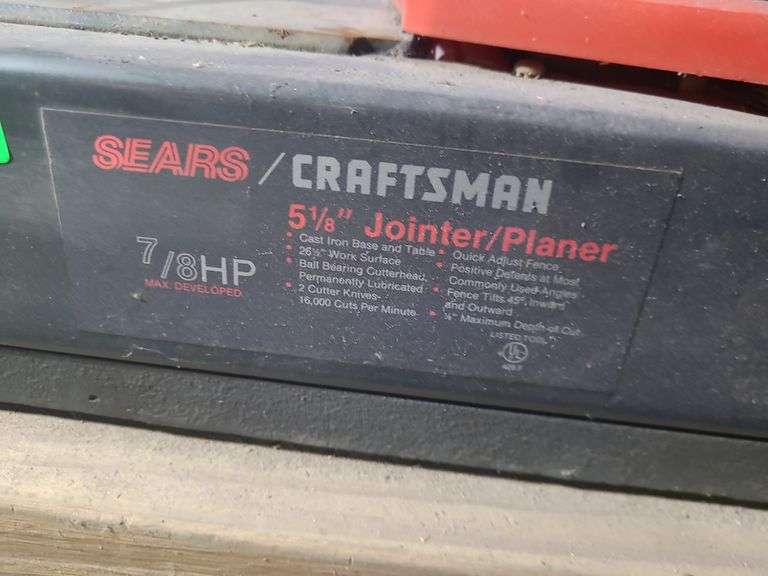 SEARS / CRAFTSMAN
5 1/8" Jointer/Planer
7/8HP
MAX. DEVELOPED
• Cast Iron Base and Table
• 26½" Work Surface
• Ball Bearing Cutterhead,
Permanently Lubricated
• 2 Cutter Knives-
16,000 Cuts Per Minute
• Quick Adjust Fence,
Positive Detents at Most
Commonly Used Angles
• Fence Tilts 45°, Inward
and Outward
• Maximum Depth of Cut
LISTED TOOL
UL